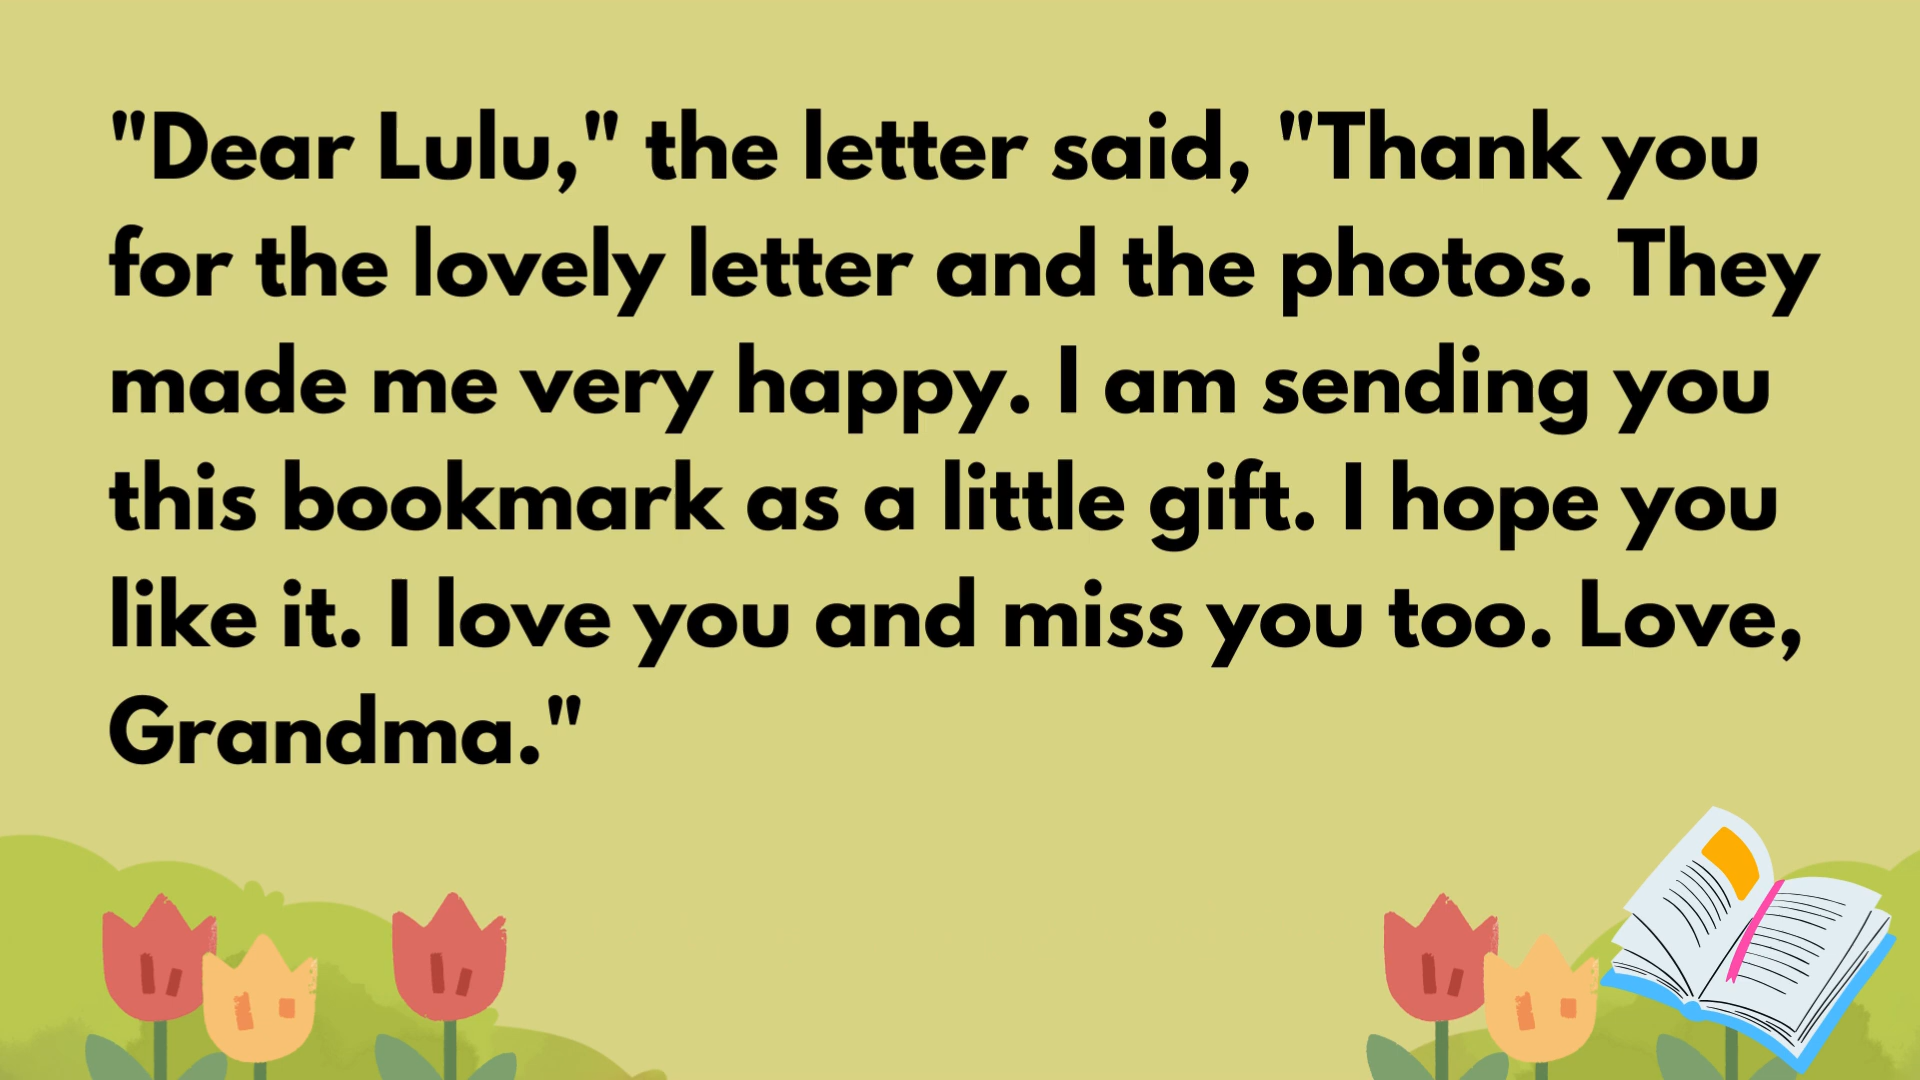 "Dear Lulu," the letter said, "Thank you
for the lovely letter and the photos. They
made me very happy. I am sending you
this bookmark as a little gift. I hope you
like it. I love you and miss you too. Love,
Grandma."